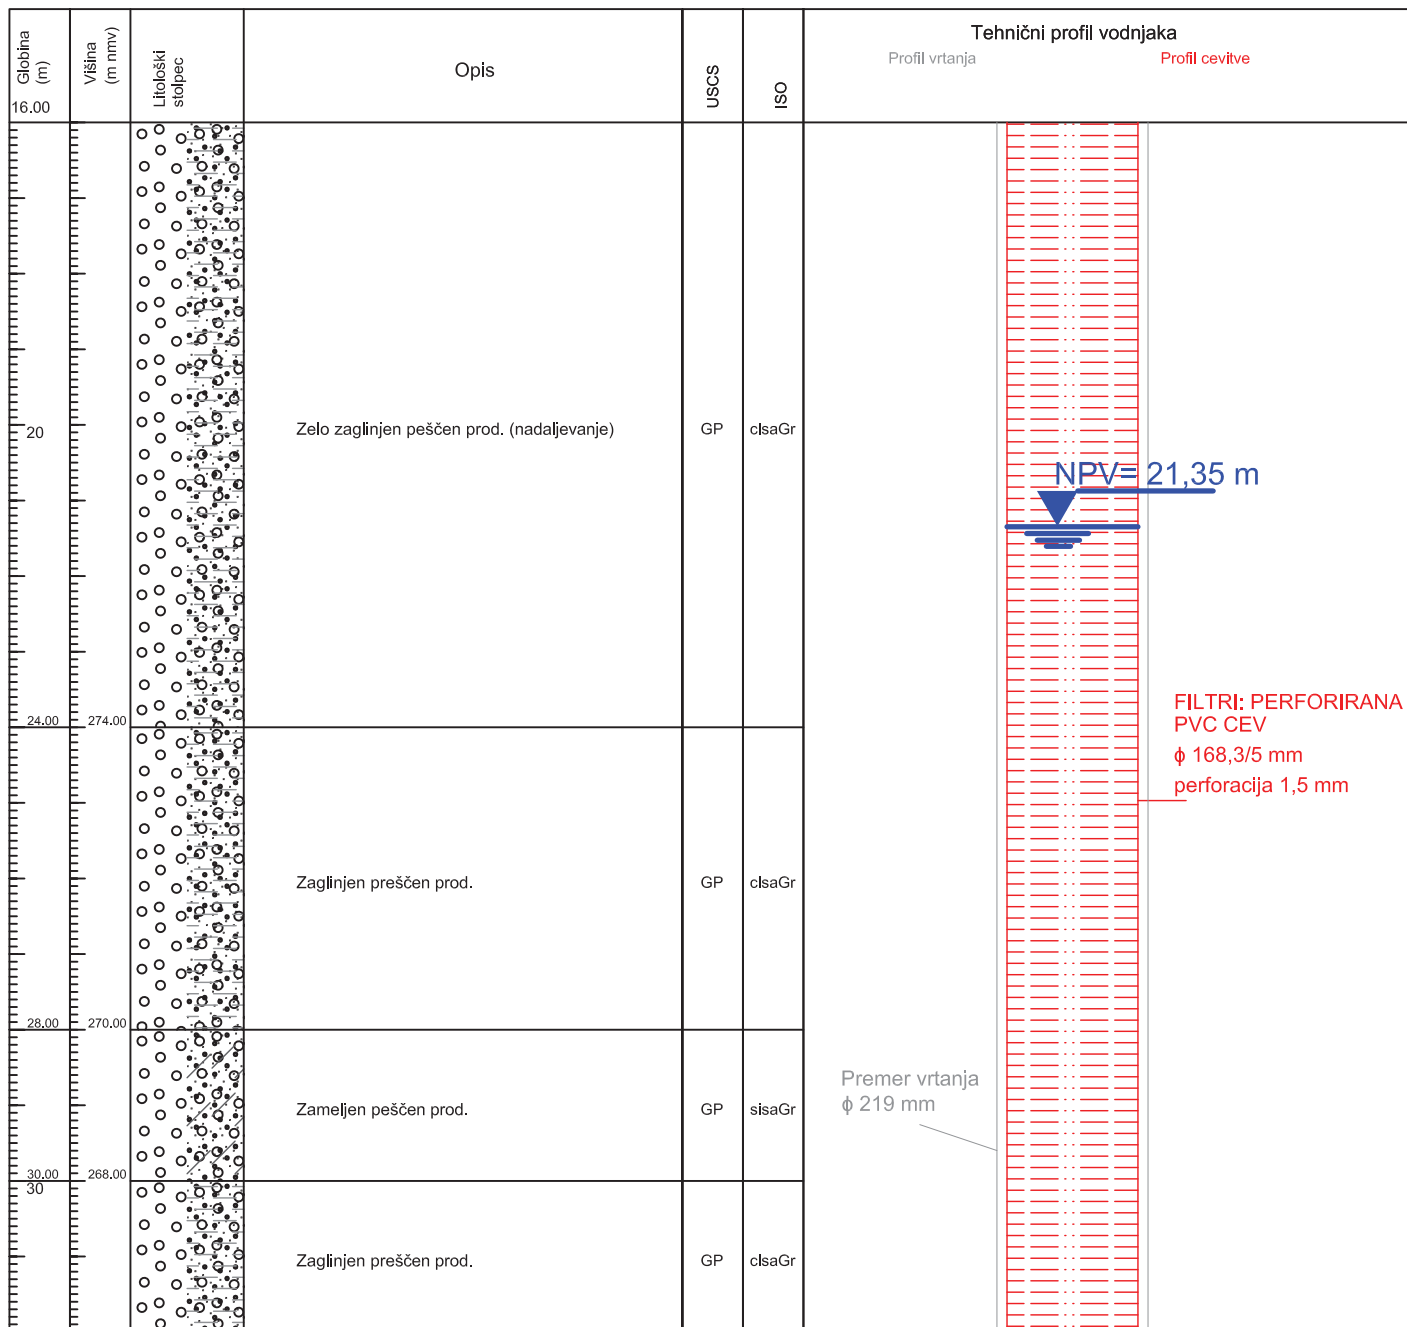 Globina
(m)
16.00
Višina
(m nmv)
Litološki
stolpec
Opis
USCS
ISO
Tehnični profil vodnjaka
Profil vrtanja
Profil cevitve
20
Zelo zaglinjen peščen prod. (nadaljevanje)
GP
clsaGr
NPV= 21,35 m
24.00
274.00
FILTRI: PERFORIRANA
PVC CEV
ϕ 168,3/5 mm
perforacija 1,5 mm
Zaglinjen preščen prod.
GP
clsaGr
28.00
270.00
Premer vrtanja
ϕ 219 mm
Zameljen peščen prod.
GP
sisaGr
30.00
268.00
30
Zaglinjen preščen prod.
GP
clsaGr